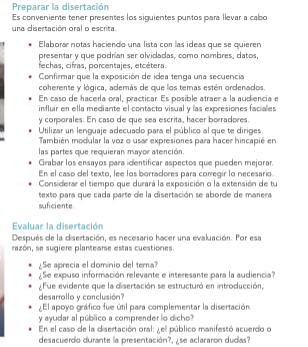 Preparar la disertación
Es conveniente tener presentes los siguientes puntos para llevar a cabo
una disertación oral o escrita.
• Elaborar notas haciendo una lista con las ideas que se quieren
presentar y que podrían ser olvidadas, como nombres, datos,
fechas, cifras, porcentajes, etcétera.
• Confirmar que la exposición de idea tenga una secuencia
coherente y lógica, además de que los temas estén ordenados.
• En caso de hacerla oral, practicar. Es posible atraer a la audiencia e
influir en ella mediante el contacto visual y las expresiones faciales
y corporales. En caso de que sea escrita, hacer borradores.
• Utilizar un lenguaje adecuado para el público al que te diriges.
También modular la voz o usar expresiones para hacer hincapié en
las partes que requieran mayor atención.
• Grabar los ensayos para identificar aspectos que pueden mejorar.
En el caso del texto, lee los borradores para corregir lo necesario.
• Considerar el tiempo que durará la exposición o la extensión de tu
texto para que cada parte de la disertación se aborde de manera
suficiente.
Evaluar la disertación
Después de la disertación, es necesario hacer una evaluación. Por esa
razón, se sugiere plantearse estas cuestiones.
• ¿Se aprecia el dominio del tema?
• ¿Se expuso información relevante e interesante para la audiencia?
• ¿Fue evidente que la disertación se estructuró en introducción,
desarrollo y conclusión?
• ¿El apoyo gráfico fue útil para complementar la disertación
y ayudar al público a comprender lo dicho?
• En el caso de la disertación oral: ¿el público manifestó acuerdo o
desacuerdo durante la presentación?, ¿se aclararon dudas?